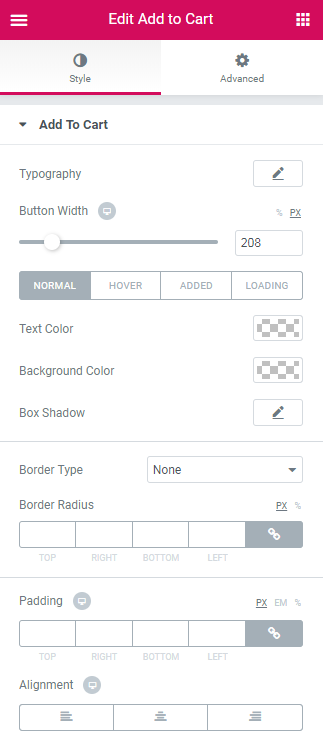 Edit Add to Cart
Style Advanced
Add To Cart
Typography
Button Width % PX
208
NORMAL HOVER ADDED LOADING
Text Color
Background Color
Box Shadow
Border Type None
Border Radius PX %
TOP RIGHT BOTTOM LEFT
Padding PX EM %
TOP RIGHT BOTTOM LEFT
Alignment